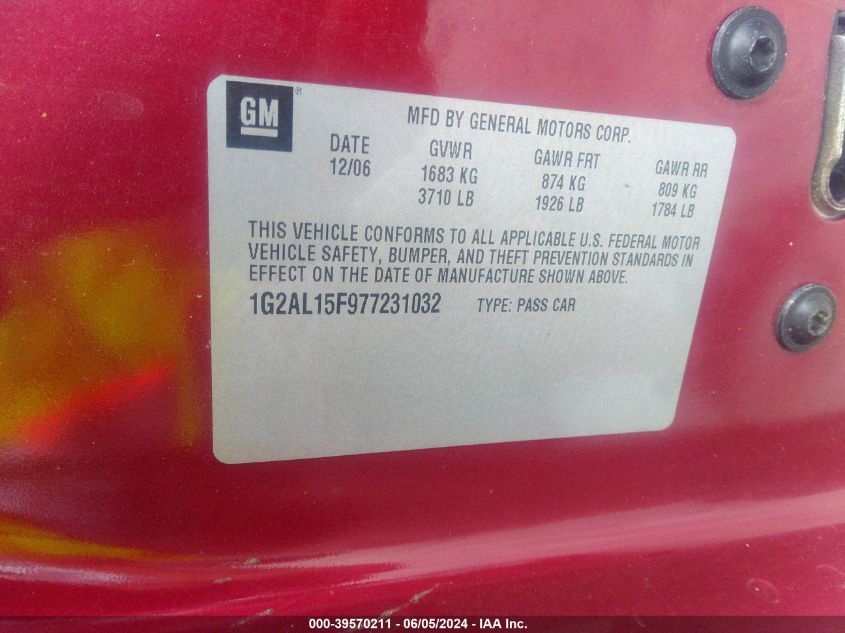 GM ®
MFD BY GENERAL MOTORS CORP.
DATE GVWR GAWR FRT GAWR RR
12/06 1683 KG 874 KG 809 KG
3710 LB 1926 LB 1784 LB
THIS VEHICLE CONFORMS TO ALL APPLICABLE U.S. FEDERAL MOTOR
VEHICLE SAFETY, BUMPER, AND THEFT PREVENTION STANDARDS IN
EFFECT ON THE DATE OF MANUFACTURE SHOWN ABOVE.
1G2AL15F977231032 TYPE: PASS CAR
000-39570211 - 06/05/2024 - IAA Inc.